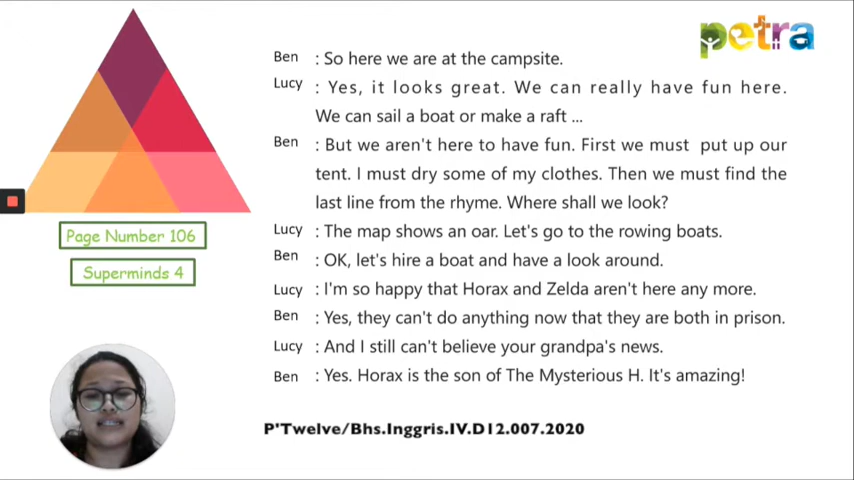 petra
Ben : So here we are at the campsite.
Lucy : Yes, it looks great. We can really have fun here.
We can sail a boat or make a raft ...
Ben : But we aren't here to have fun. First we must put up our
tent. I must dry some of my clothes. Then we must find the
last line from the rhyme. Where shall we look?
Lucy : The map shows an oar. Let's go to the rowing boats.
Ben : OK, let's hire a boat and have a look around.
Lucy : I'm so happy that Horax and Zelda aren't here any more.
Ben : Yes, they can't do anything now that they are both in prison.
Lucy : And I still can't believe your grandpa's news.
Ben : Yes. Horax is the son of The Mysterious H. It's amazing!
Page Number 106
Superminds 4
P'Twelve/Bhs.Inggris.IV.D12.007.2020